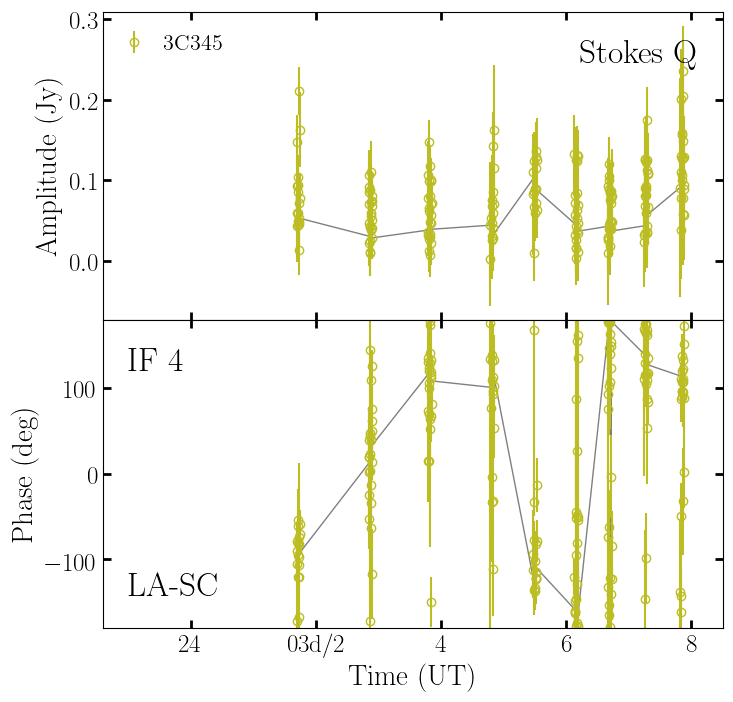 0.3
3C345
Stokes Q
0.2
0.1
0.0
Amplitude (Jy)
IF 4
100
0
−100
Phase (deg)
LA-SC
24
03d/2
4
6
8
Time (UT)